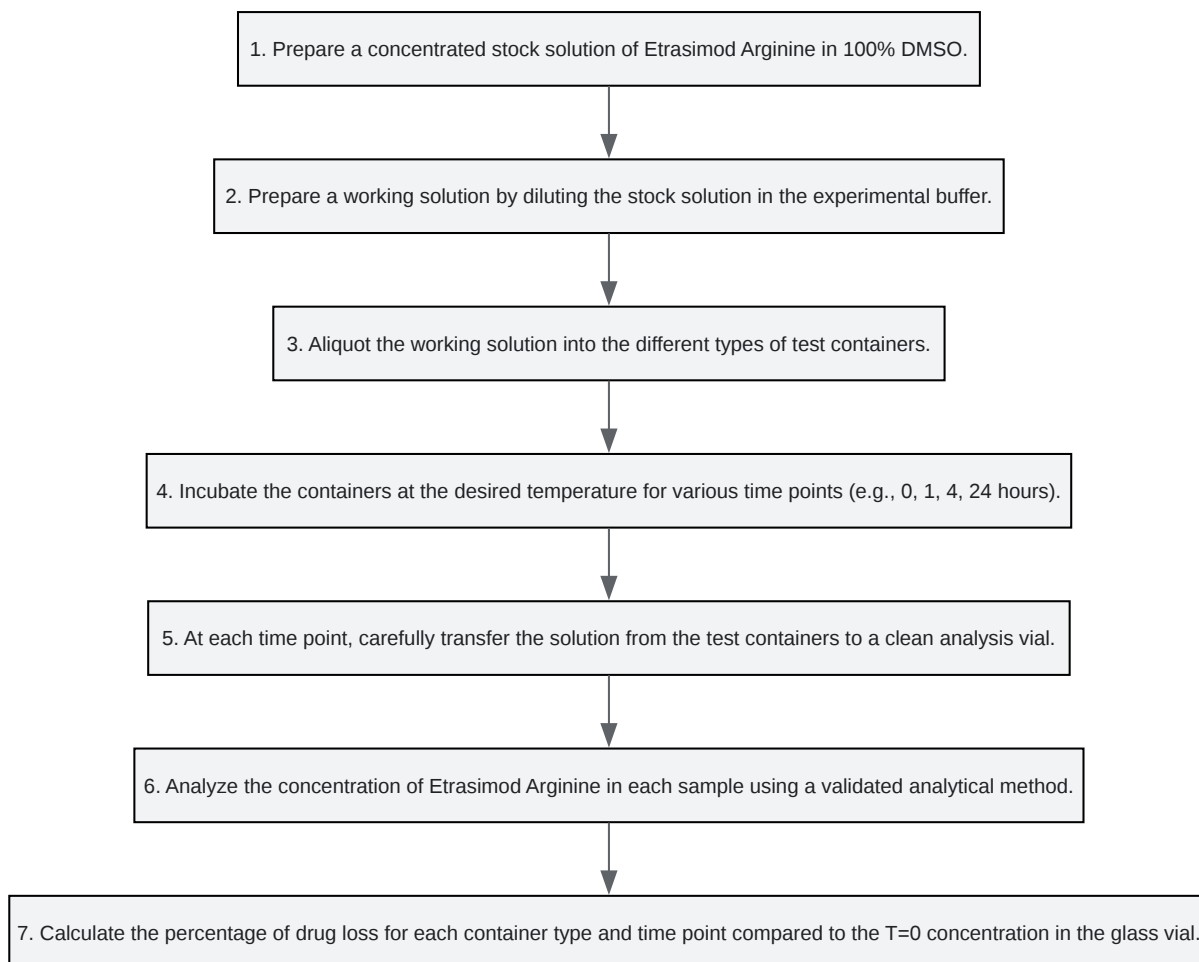 1. Prepare a concentrated stock solution of Etrasimod Arginine in 100% DMSO.
2. Prepare a working solution by diluting the stock solution in the experimental buffer.
3. Aliquot the working solution into the different types of test containers.
4. Incubate the containers at the desired temperature for various time points (e.g., 0, 1, 4, 24 hours).
5. At each time point, carefully transfer the solution from the test containers to a clean analysis vial.
6. Analyze the concentration of Etrasimod Arginine in each sample using a validated analytical method.
7. Calculate the percentage of drug loss for each container type and time point compared to the T=0 concentration in the glass vial.